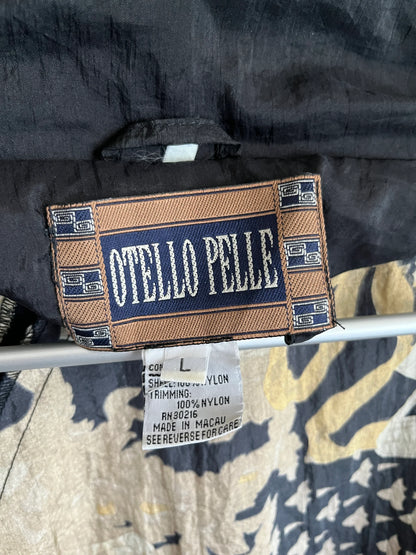 OTELLO PELLE
L
SHELL: 100% NYLON
TRIMMING:
100% NYLON
RN30216
MADE IN MACAU
SEE REVERSE FOR CARE